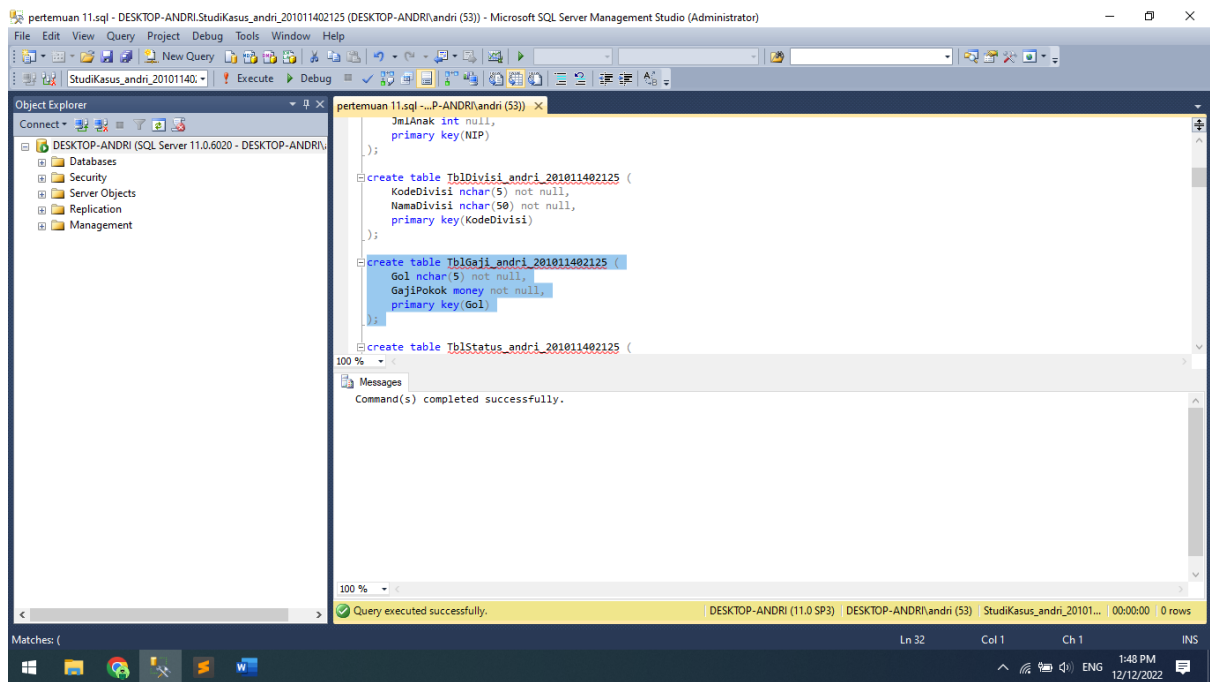 pertemuan 11.sql - DESKTOP-ANDRI.StudiKasus_andri_201011402125 (DESKTOP-ANDRI\andri (53)) - Microsoft SQL Server Management Studio (Administrator)
File Edit View Query Project Debug Tools Window Help
New Query
StudiKasus_andri_20101140: Execute Debug
Object Explorer
Connect
DESKTOP-ANDRI (SQL Server 11.0.6020 - DESKTOP-ANDRI\
Databases
Security
Server Objects
Replication
Management
pertemuan 11.sql -...P-ANDRI\andri (53))
JmlAnak int null,
primary key(NIP)
);
create table TblDivisi_andri_201011402125 (
KodeDivisi nchar(5) not null,
NamaDivisi nchar(50) not null,
primary key(KodeDivisi)
);
create table TblGaji_andri_201011402125 (
Gol nchar(5) not null,
GajiPokok money not null,
primary key(Gol)
);
create table TblStatus_andri_201011402125 (
100 %
Messages
Command(s) completed successfully.
100 %
Query executed successfully. DESKTOP-ANDRI (11.0 SP3) DESKTOP-ANDRI\andri (53) StudiKasus_andri_20101... 00:00:00 0 rows
Matches: ( Ln 32 Col 1 Ch 1 INS
ENG 1:48 PM
12/12/2022